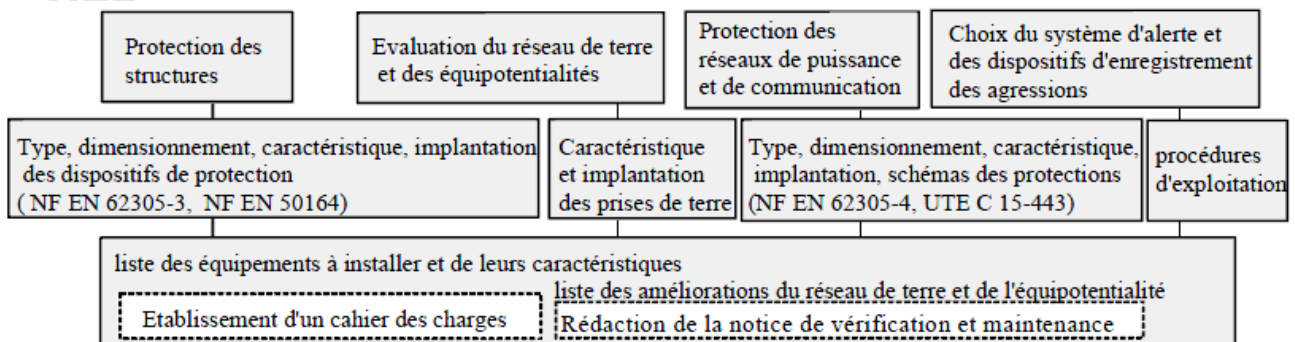 Protection des
structures
Evaluation du réseau de terre
et des équipotentialités
Protection des
réseaux de puissance
et de communication
Choix du système d'alerte et
des dispositifs d'enregistrement
des agressions
Type, dimensionnement, caractéristique, implantation
des dispositifs de protection
( NF EN 62305-3, NF EN 50164)
Caractéristique
et implantation
des prises de terre
Type, dimensionnement, caractéristique,
implantation, schémas des protections
(NF EN 62305-4, UTE C 15-443)
procédures
d'exploitation
liste des équipements à installer et de leurs caractéristiques
liste des améliorations du réseau de terre et de l'équipotentialité
Etablissement d'un cahier des charges
Rédaction de la notice de vérification et maintenance